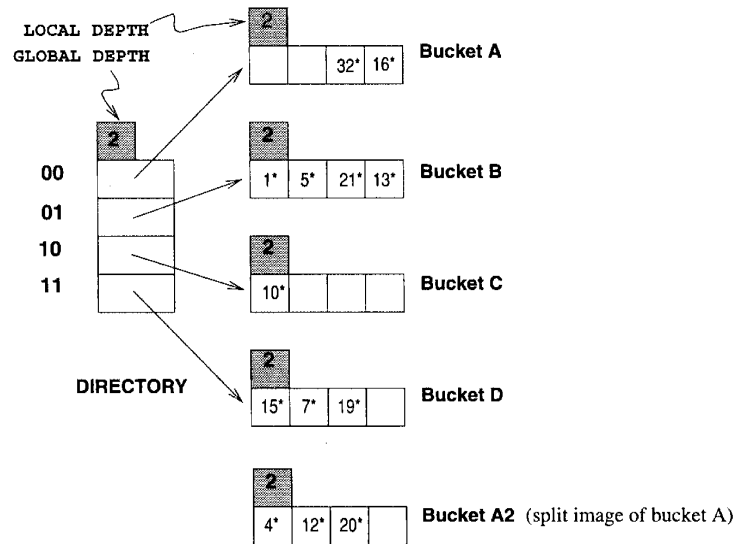 LOCAL DEPTH
GLOBAL DEPTH
2
32* 16*
Bucket A
2
00
01
10
11
DIRECTORY
2
1* 5* 21* 13*
Bucket B
2
10*
Bucket C
2
15* 7* 19*
Bucket D
2
4* 12* 20*
Bucket A2 (split image of bucket A)